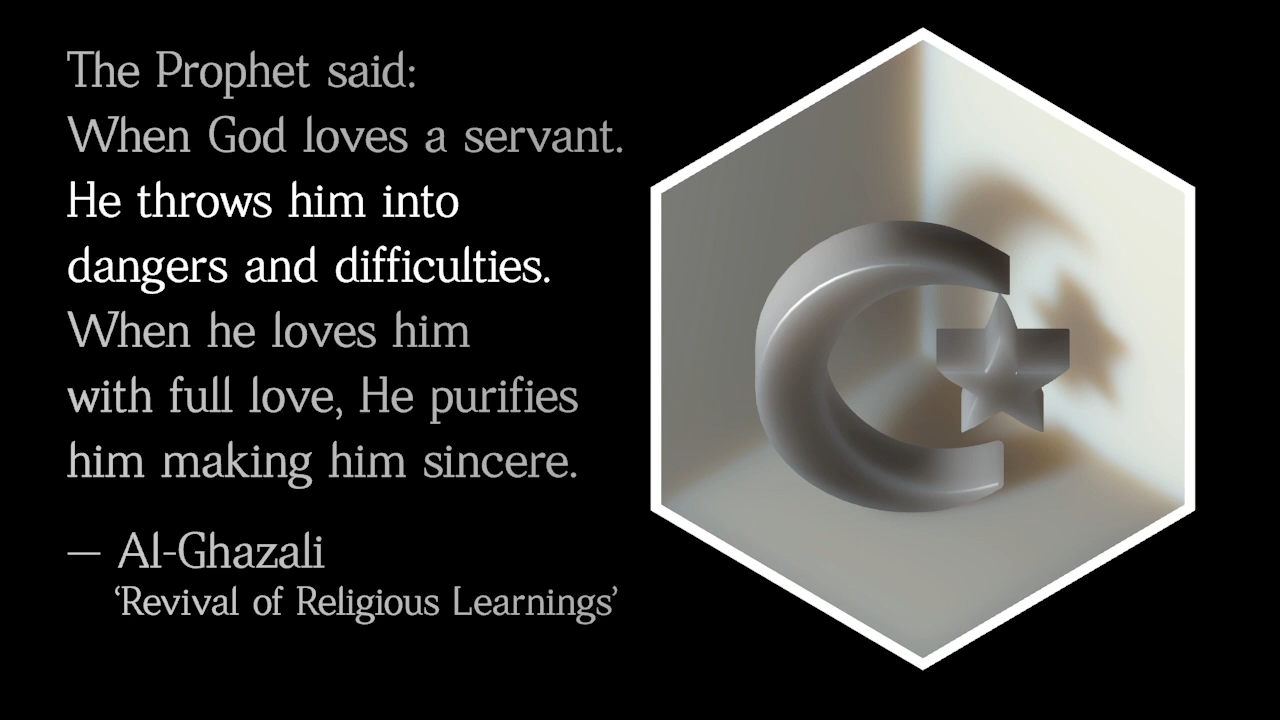 The Prophet said:
When God loves a servant.
He throws him into
dangers and difficulties.
When he loves him
with full love, He purifies
him making him sincere.
— Al-Ghazali
‘Revival of Religious Learnings’